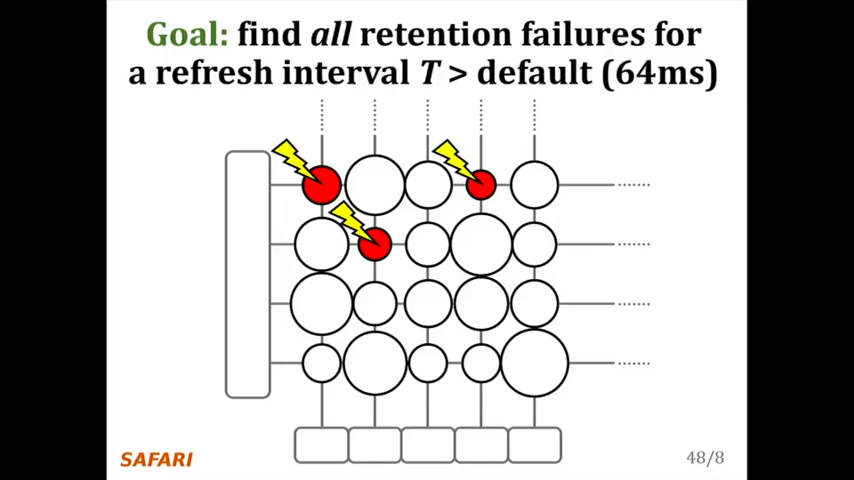 Goal: find all retention failures for
a refresh interval T > default (64ms)
SAFARI
48/8